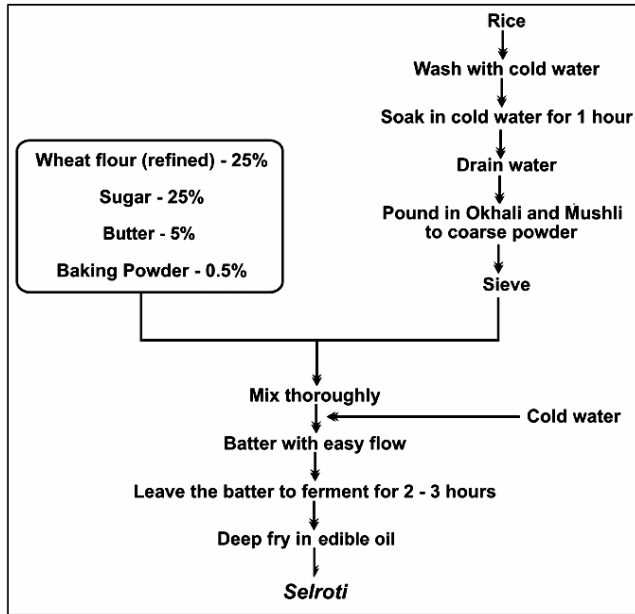 Rice
Wash with cold water
Soak in cold water for 1 hour
Drain water
Pound in Okhali and Mushli
to coarse powder
Sieve
Wheat flour (refined) - 25%
Sugar - 25%
Butter - 5%
Baking Powder - 0.5%
Mix thoroughly
Cold water
Batter with easy flow
Leave the batter to ferment for 2 - 3 hours
Deep fry in edible oil
Selroti